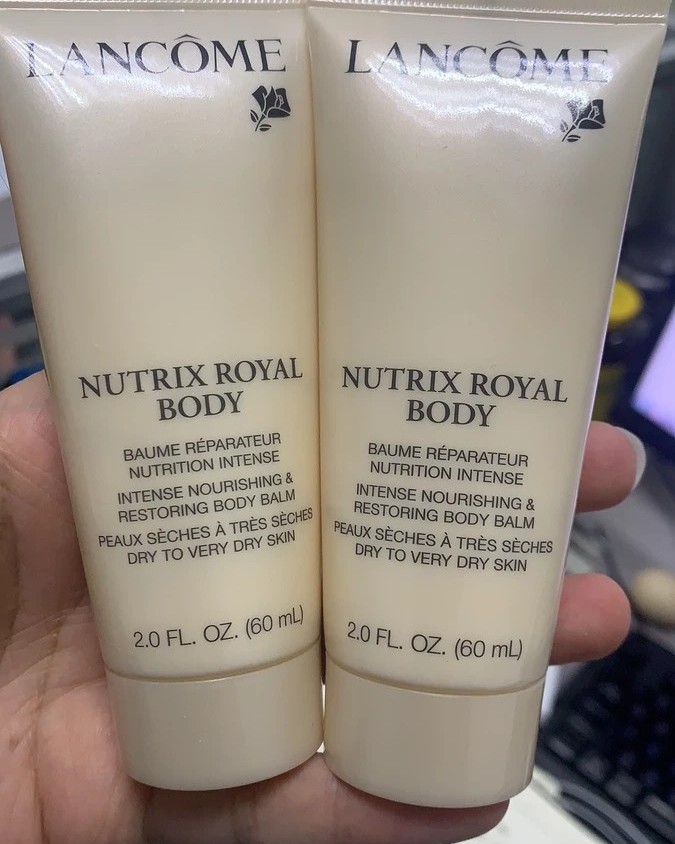 LANCÔME
NUTRIX ROYAL
BODY
BAUME RÉPARATEUR
NUTRITION INTENSE
INTENSE NOURISHING &
RESTORING BODY BALM
PEAUX SÈCHES À TRÈS SÈCHES
DRY TO VERY DRY SKIN
2.0 FL. OZ. (60 mL)
LANCÔME
NUTRIX ROYAL
BODY
BAUME RÉPARATEUR
NUTRITION INTENSE
INTENSE NOURISHING &
RESTORING BODY BALM
PEAUX SÈCHES À TRÈS SÈCHES
DRY TO VERY DRY SKIN
2.0 FL. OZ. (60 mL)